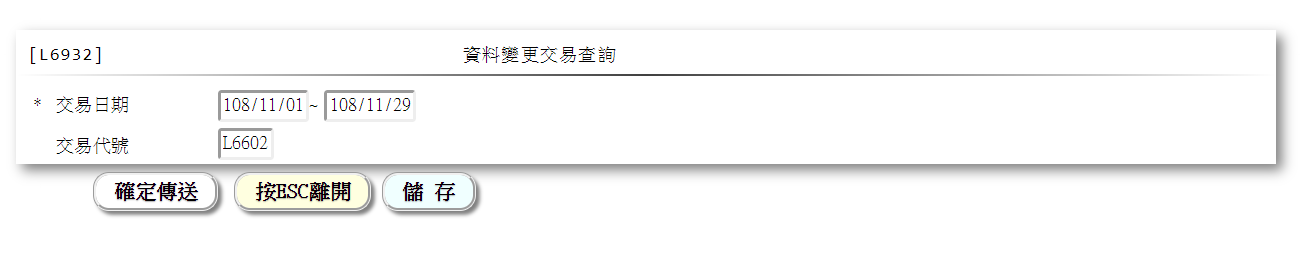 [L6932] 資料變更交易查詢
* 交易日期 108/11/01~ 108/11/29
交易代號 L6602
確定傳送 按ESC離開 儲 存